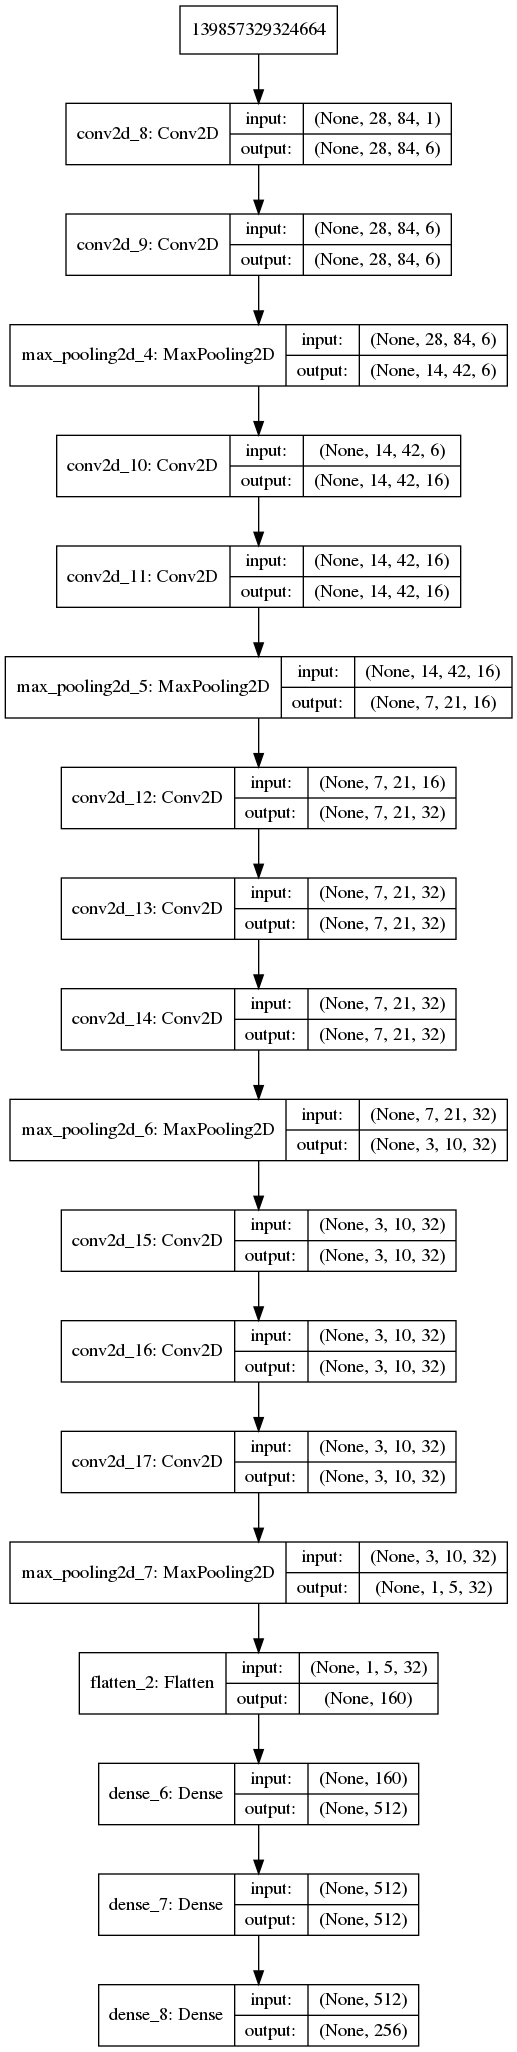 139857329324664
conv2d_8: Conv2D
input: (None, 28, 84, 1)
output: (None, 28, 84, 6)
conv2d_9: Conv2D
input: (None, 28, 84, 6)
output: (None, 28, 84, 6)
max_pooling2d_4: MaxPooling2D
input: (None, 28, 84, 6)
output: (None, 14, 42, 6)
conv2d_10: Conv2D
input: (None, 14, 42, 6)
output: (None, 14, 42, 16)
conv2d_11: Conv2D
input: (None, 14, 42, 16)
output: (None, 14, 42, 16)
max_pooling2d_5: MaxPooling2D
input: (None, 14, 42, 16)
output: (None, 7, 21, 16)
conv2d_12: Conv2D
input: (None, 7, 21, 16)
output: (None, 7, 21, 32)
conv2d_13: Conv2D
input: (None, 7, 21, 32)
output: (None, 7, 21, 32)
conv2d_14: Conv2D
input: (None, 7, 21, 32)
output: (None, 7, 21, 32)
max_pooling2d_6: MaxPooling2D
input: (None, 7, 21, 32)
output: (None, 3, 10, 32)
conv2d_15: Conv2D
input: (None, 3, 10, 32)
output: (None, 3, 10, 32)
conv2d_16: Conv2D
input: (None, 3, 10, 32)
output: (None, 3, 10, 32)
conv2d_17: Conv2D
input: (None, 3, 10, 32)
output: (None, 3, 10, 32)
max_pooling2d_7: MaxPooling2D
input: (None, 3, 10, 32)
output: (None, 1, 5, 32)
flatten_2: Flatten
input: (None, 1, 5, 32)
output: (None, 160)
dense_6: Dense
input: (None, 160)
output: (None, 512)
dense_7: Dense
input: (None, 512)
output: (None, 512)
dense_8: Dense
input: (None, 512)
output: (None, 256)